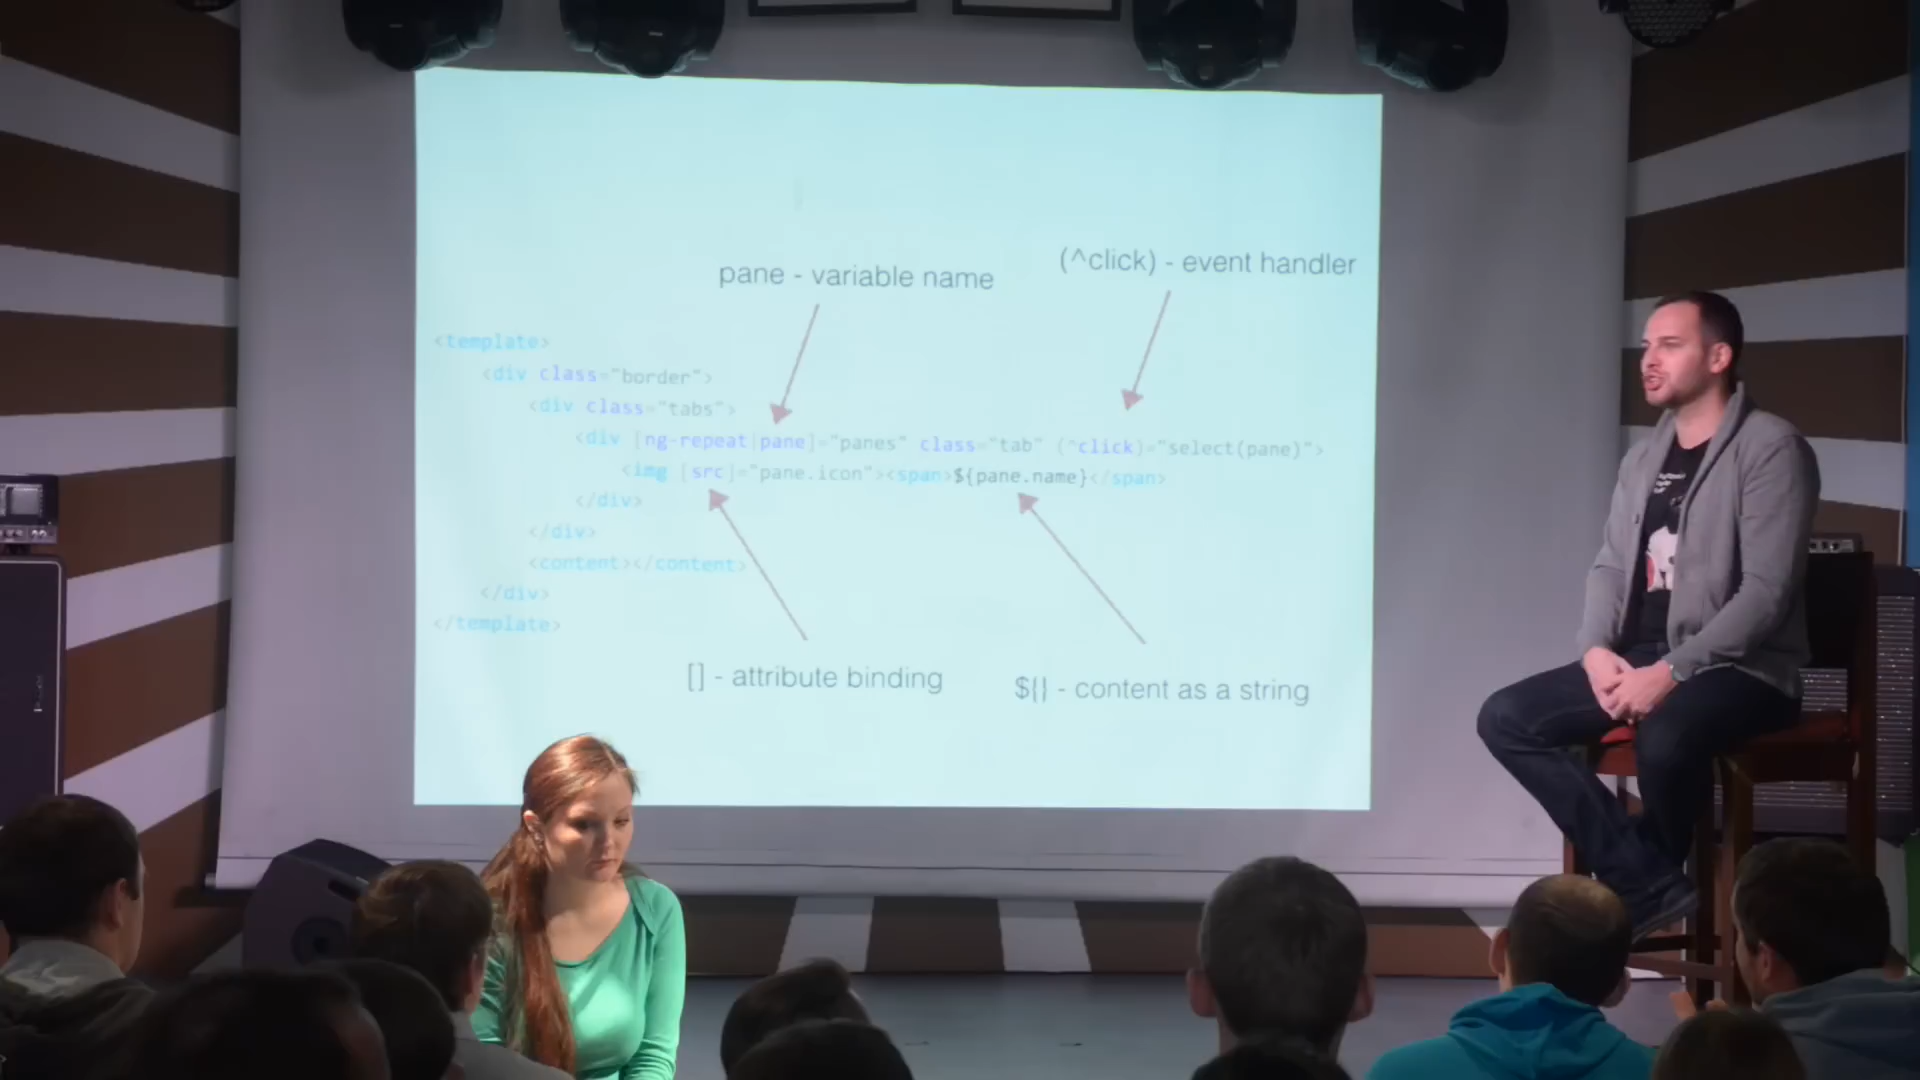 pane - variable name
(^click) - event handler
<template>
<div class="border">
<div class="tabs">
<div [ng-repeat|pane]="panes" class="tab" (^click)="select(pane)">
<img [src]="pane.icon"><span>${pane.name}</span>
</div>
</div>
<content></content>
</div>
</template>
[] - attribute binding
${} - content as a string